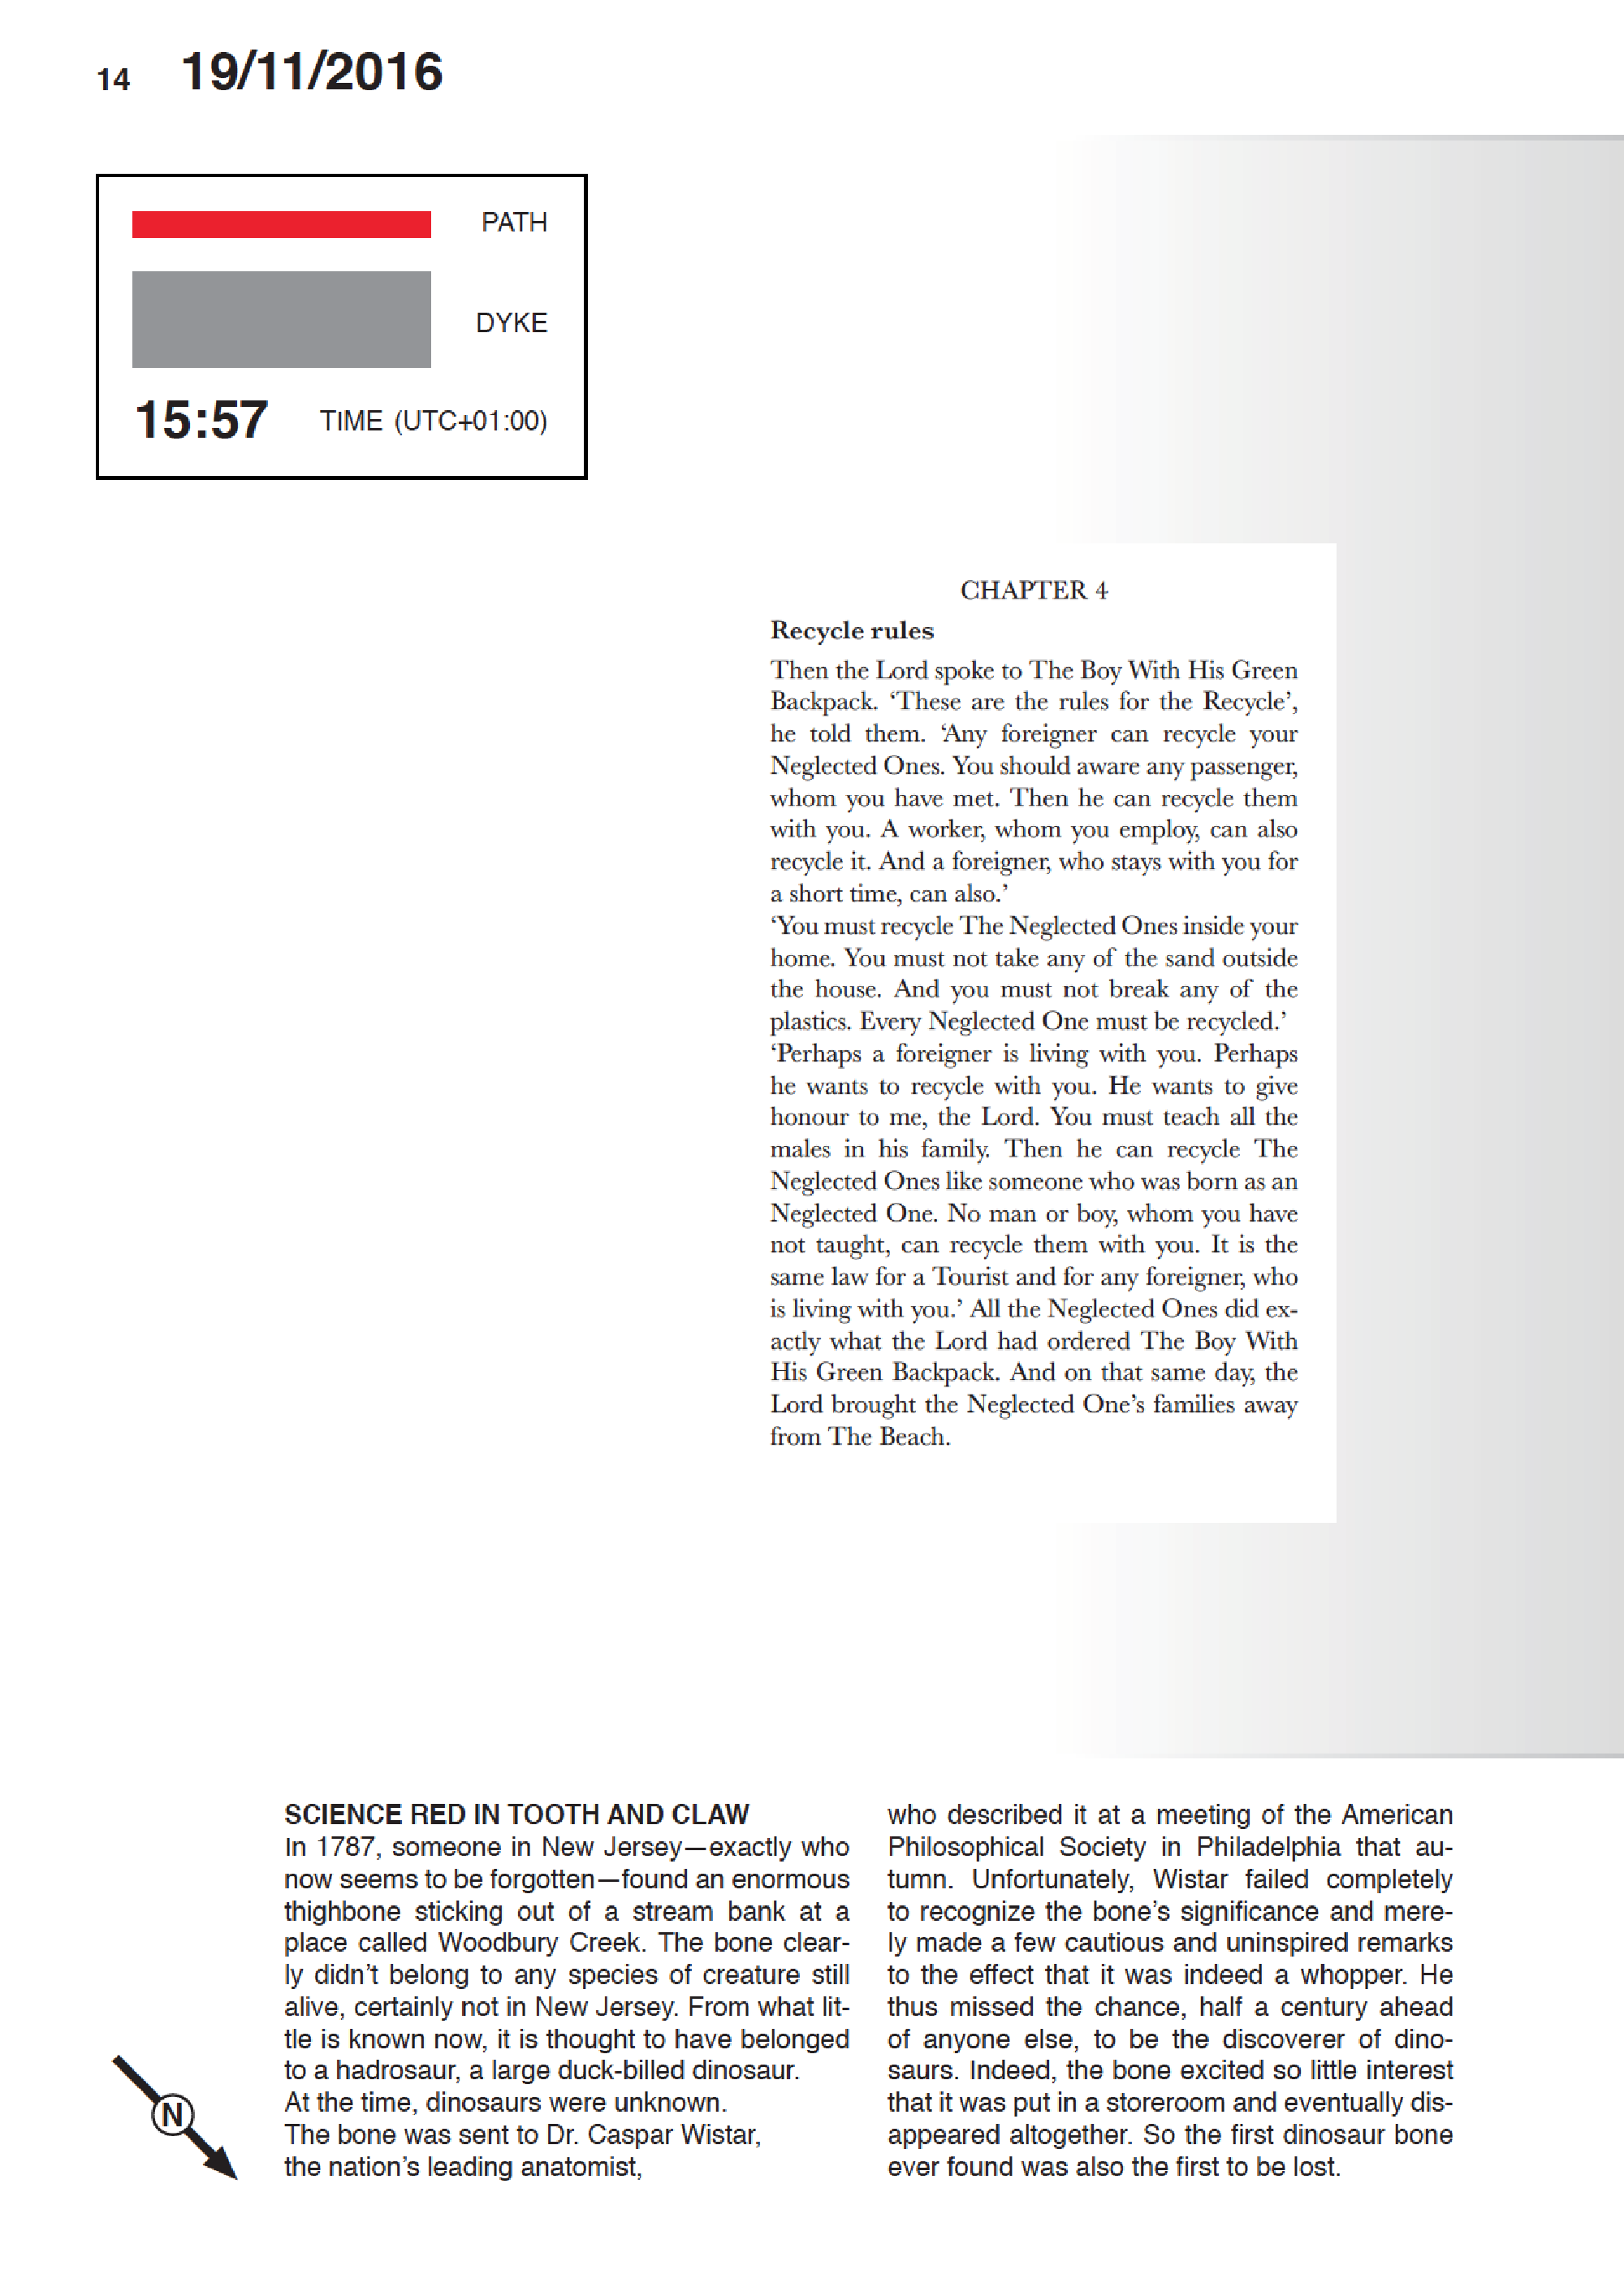 14 19/11/2016
PATH
DYKE
15:57 TIME (UTC+01:00)
CHAPTER 4
Recycle rules
Then the Lord spoke to The Boy With His Green
Backpack. ‘These are the rules for the Recycle’,
he told them. ‘Any foreigner can recycle your
Neglected Ones. You should aware any passenger,
whom you have met. Then he can recycle them
with you. A worker, whom you employ, can also
recycle it. And a foreigner, who stays with you for
a short time, can also.’
‘You must recycle The Neglected Ones inside your
home. You must not take any of the sand outside
the house. And you must not break any of the
plastics. Every Neglected One must be recycled.’
‘Perhaps a foreigner is living with you. Perhaps
he wants to recycle with you. He wants to give
honour to me, the Lord. You must teach all the
males in his family. Then he can recycle The
Neglected Ones like someone who was born as an
Neglected One. No man or boy, whom you have
not taught, can recycle them with you. It is the
same law for a Tourist and for any foreigner, who
is living with you.’ All the Neglected Ones did ex-
actly what the Lord had ordered The Boy With
His Green Backpack. And on that same day, the
Lord brought the Neglected One’s families away
from The Beach.
SCIENCE RED IN TOOTH AND CLAW
In 1787, someone in New Jersey—exactly who
now seems to be forgotten—found an enormous
thighbone sticking out of a stream bank at a
place called Woodbury Creek. The bone clear-
ly didn’t belong to any species of creature still
alive, certainly not in New Jersey. From what lit-
tle is known now, it is thought to have belonged
to a hadrosaur, a large duck-billed dinosaur.
At the time, dinosaurs were unknown.
The bone was sent to Dr. Caspar Wistar,
the nation’s leading anatomist,
who described it at a meeting of the American
Philosophical Society in Philadelphia that au-
tumn. Unfortunately, Wistar failed completely
to recognize the bone’s significance and mere-
ly made a few cautious and uninspired remarks
to the effect that it was indeed a whopper. He
thus missed the chance, half a century ahead
of anyone else, to be the discoverer of dino-
saurs. Indeed, the bone excited so little interest
that it was put in a storeroom and eventually dis-
appeared altogether. So the first dinosaur bone
ever found was also the first to be lost.
N